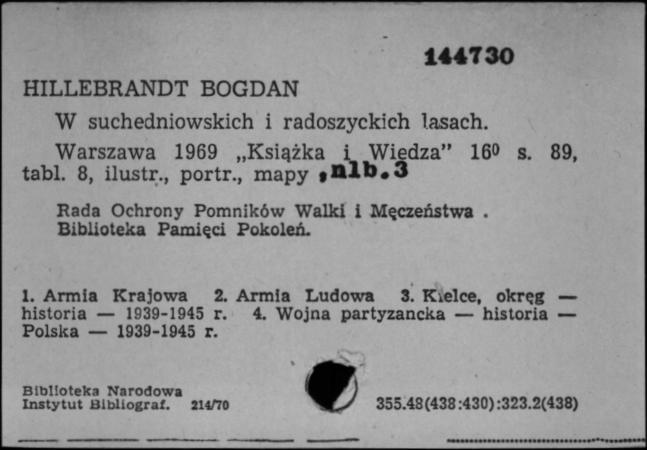 144730
HILLEBRANDT BOGDAN
W suchedniowskich i radoszyckich lasach.
Warszawa 1969 „Książka i Wiedza” 16⁰ s. 89,
tabl. 8, ilustr., portr., mapy , nlb. 3
Rada Ochrony Pomników Walki i Męczeństwa .
Biblioteka Pamięci Pokoleń.
1. Armia Krajowa 2. Armia Ludowa 3. Kielce, okręg —
historia — 1939-1945 r. 4. Wojna partyzancka — historia —
Polska — 1939-1945 r.
Biblioteka Narodowa
Instytut Bibliograf. 214/70
355.48(438:430):323.2(438)